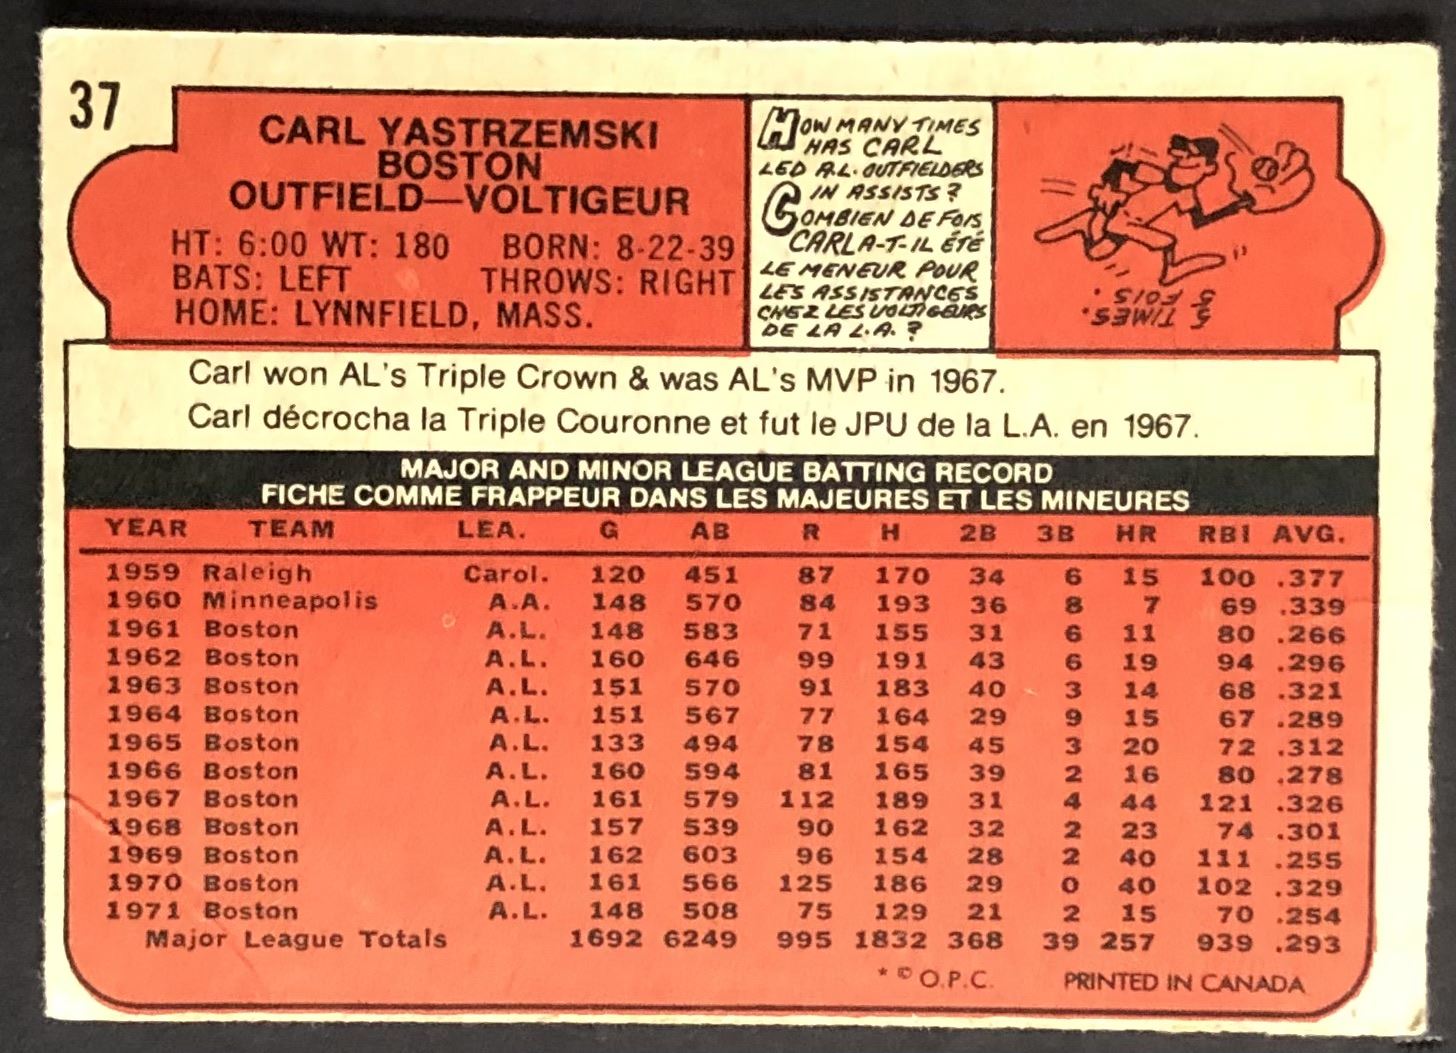 37
CARL YASTRZEMSKI
BOSTON
OUTFIELD—VOLTIGEUR
HT: 6:00 WT: 180 BORN: 8-22-39
BATS: LEFT THROWS: RIGHT
HOME: LYNNFIELD, MASS.
HOW MANY TIMES
HAS CARL
LED A.L. OUTFIELDERS
IN ASSISTS?
COMBIEN DE FOIS
CARL A-T-IL ÉTÉ
LE MENEUR POUR
LES ASSISTANCES
CHEZ LES VOLTIGEURS
DE LA L.A.?
5 TIMES.
5 FOIS.
Carl won AL's Triple Crown & was AL's MVP in 1967.
Carl décrocha la Triple Couronne et fut le JPU de la L.A. en 1967.
MAJOR AND MINOR LEAGUE BATTING RECORD
FICHE COMME FRAPPEUR DANS LES MAJEURES ET LES MINEURES
YEAR TEAM LEA. G AB R H 2B 3B HR RBI AVG.
1959 Raleigh Carol. 120 451 87 170 34 6 15 100 .377
1960 Minneapolis A.A. 148 570 84 193 36 8 7 69 .339
1961 Boston A.L. 148 583 71 155 31 6 11 80 .266
1962 Boston A.L. 160 646 99 191 43 6 19 94 .296
1963 Boston A.L. 151 570 91 183 40 3 14 68 .321
1964 Boston A.L. 151 567 77 164 29 9 15 67 .289
1965 Boston A.L. 133 494 78 154 45 3 20 72 .312
1966 Boston A.L. 160 594 81 165 39 2 16 80 .278
1967 Boston A.L. 161 579 112 189 31 4 44 121 .326
1968 Boston A.L. 157 539 90 162 32 2 23 74 .301
1969 Boston A.L. 162 603 96 154 28 2 40 111 .255
1970 Boston A.L. 161 566 125 186 29 0 40 102 .329
1971 Boston A.L. 148 508 75 129 21 2 15 70 .254
Major League Totals 1692 6249 995 1832 368 39 257 939 .293
* © O.P.C. PRINTED IN CANADA